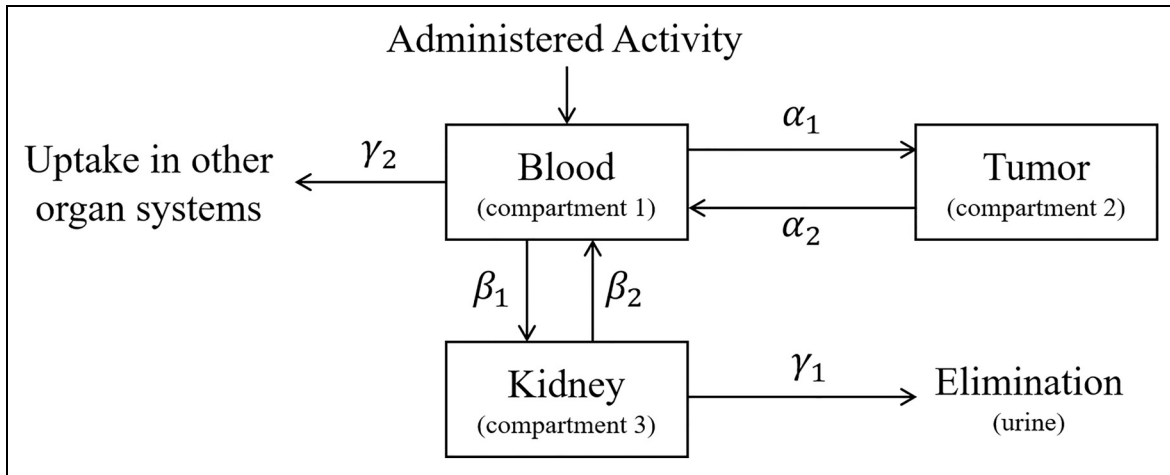 Administered Activity
Uptake in other
organ systems
γ₂
Blood
(compartment 1)
α₁
α₂
Tumor
(compartment 2)
β₁
β₂
Kidney
(compartment 3)
γ₁
Elimination
(urine)